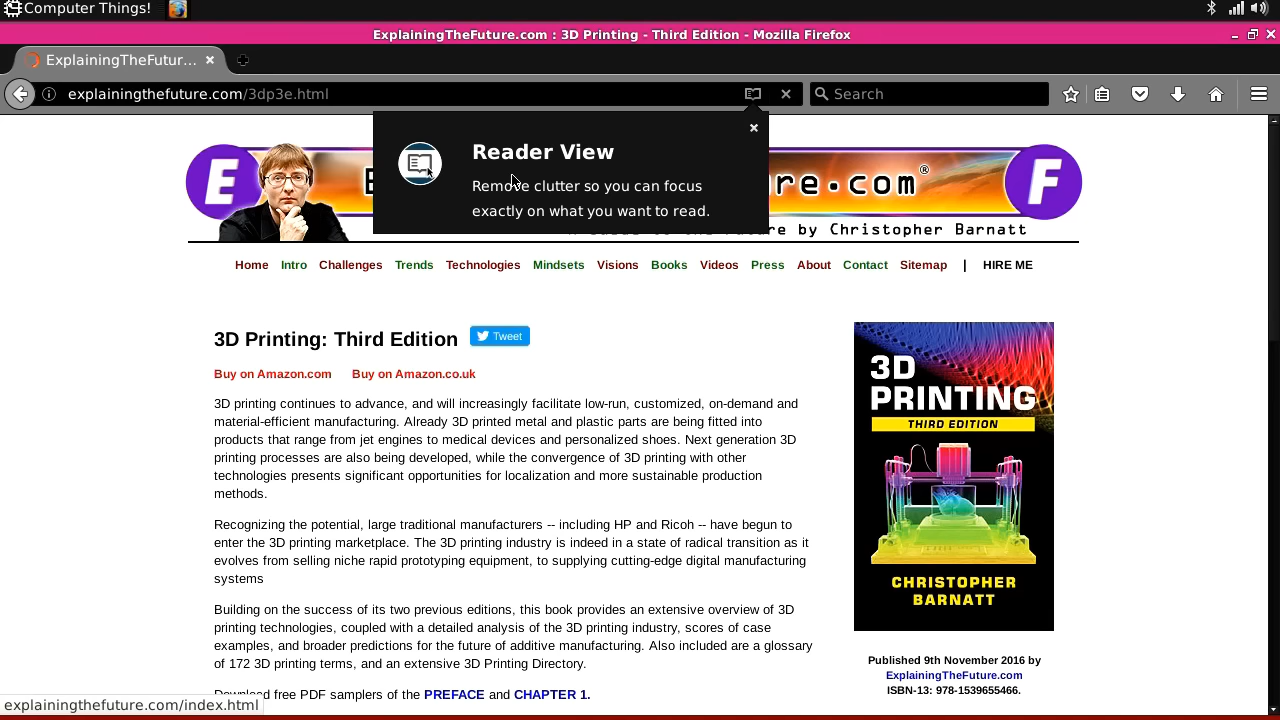 Computer Things!
ExplainingTheFuture.com : 3D Printing - Third Edition - Mozilla Firefox
ExplainingTheFutur...
explainingthefuture.com/3dp3e.html
Search
Reader View
Remove clutter so you can focus
exactly on what you want to read.
E
ure.com®
F
A Guide to the Future by Christopher Barnatt
Home Intro Challenges Trends Technologies Mindsets Visions Books Videos Press About Contact Sitemap | HIRE ME
3D Printing: Third Edition
Tweet
Buy on Amazon.com Buy on Amazon.co.uk
3D printing continues to advance, and will increasingly facilitate low-run, customized, on-demand and
material-efficient manufacturing. Already 3D printed metal and plastic parts are being fitted into
products that range from jet engines to medical devices and personalized shoes. Next generation 3D
printing processes are also being developed, while the convergence of 3D printing with other
technologies presents significant opportunities for localization and more sustainable production
methods.
Recognizing the potential, large traditional manufacturers -- including HP and Ricoh -- have begun to
enter the 3D printing marketplace. The 3D printing industry is indeed in a state of radical transition as it
evolves from selling niche rapid prototyping equipment, to supplying cutting-edge digital manufacturing
systems
Building on the success of its two previous editions, this book provides an extensive overview of 3D
printing technologies, coupled with a detailed analysis of the 3D printing industry, scores of case
examples, and broader predictions for the future of additive manufacturing. Also included are a glossary
of 172 3D printing terms, and an extensive 3D Printing Directory.
Download free PDF samplers of the PREFACE and CHAPTER 1.
3D
PRINTING
THIRD EDITION
CHRISTOPHER
BARNATT
Published 9th November 2016 by
ExplainingTheFuture.com
ISBN-13: 978-1539655466.
explainingthefuture.com/index.html